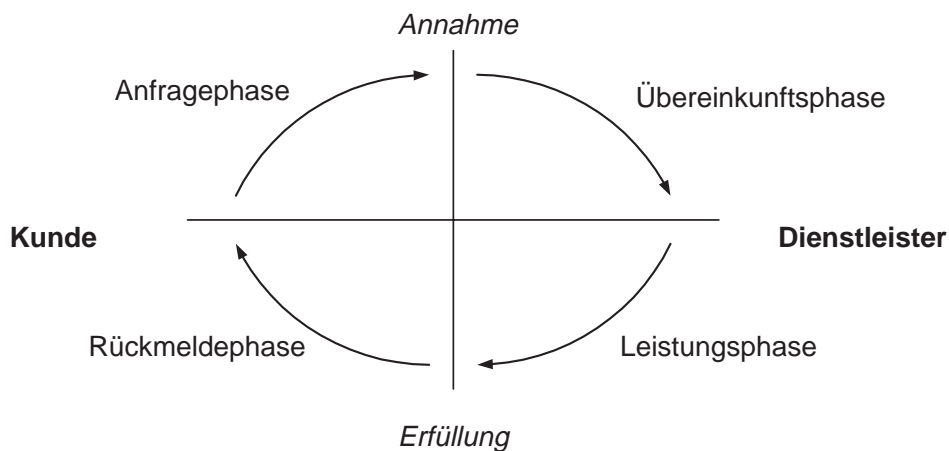 Annahme
Anfragephase
Übereinkunftsphase
Kunde
Dienstleister
Rückmeldephase
Leistungsphase
Erfüllung